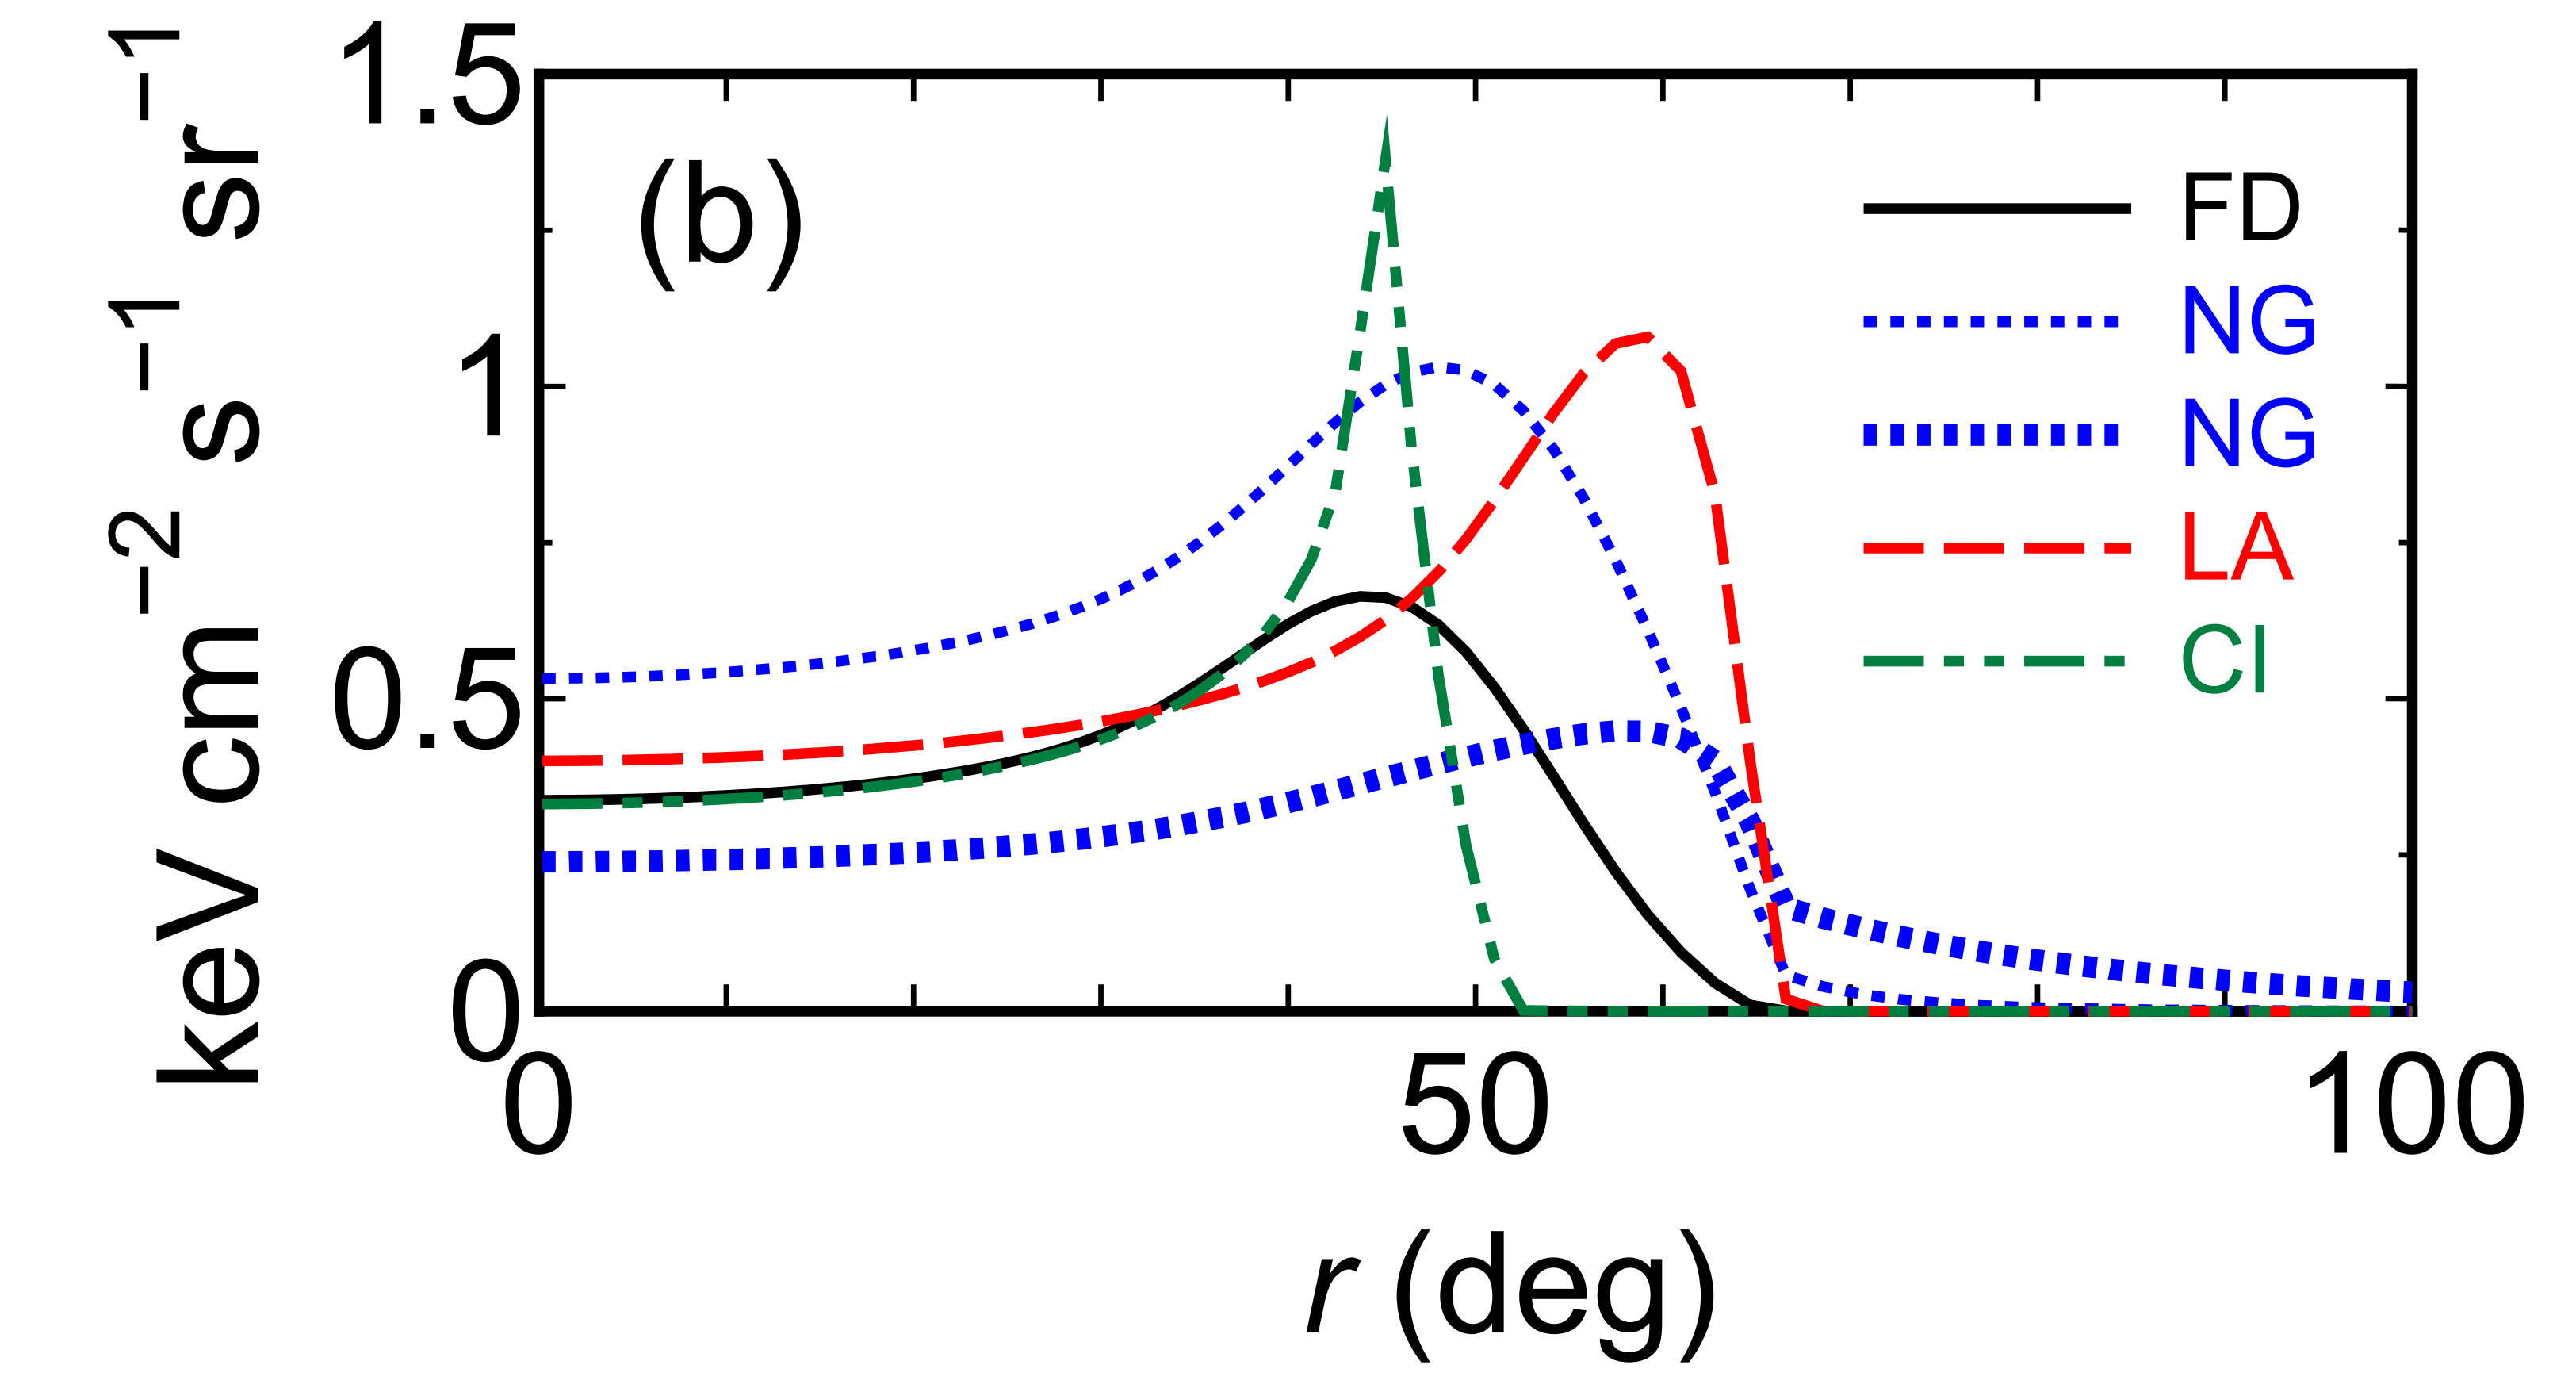 keV cm⁻² s⁻¹ sr⁻¹
1.5
1
0.5
0
(b)
FD
NG
NG
LA
CI
0 50 100
r (deg)